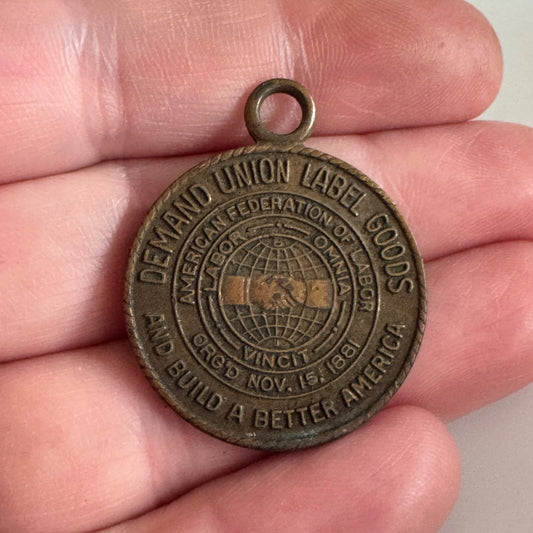 DEMAND UNION LABEL GOODS
AND BUILD A BETTER AMERICA
AMERICAN FEDERATION OF LABOR
ORG'D NOV. 15, 1881
LABOR OMNIA
VINCIT